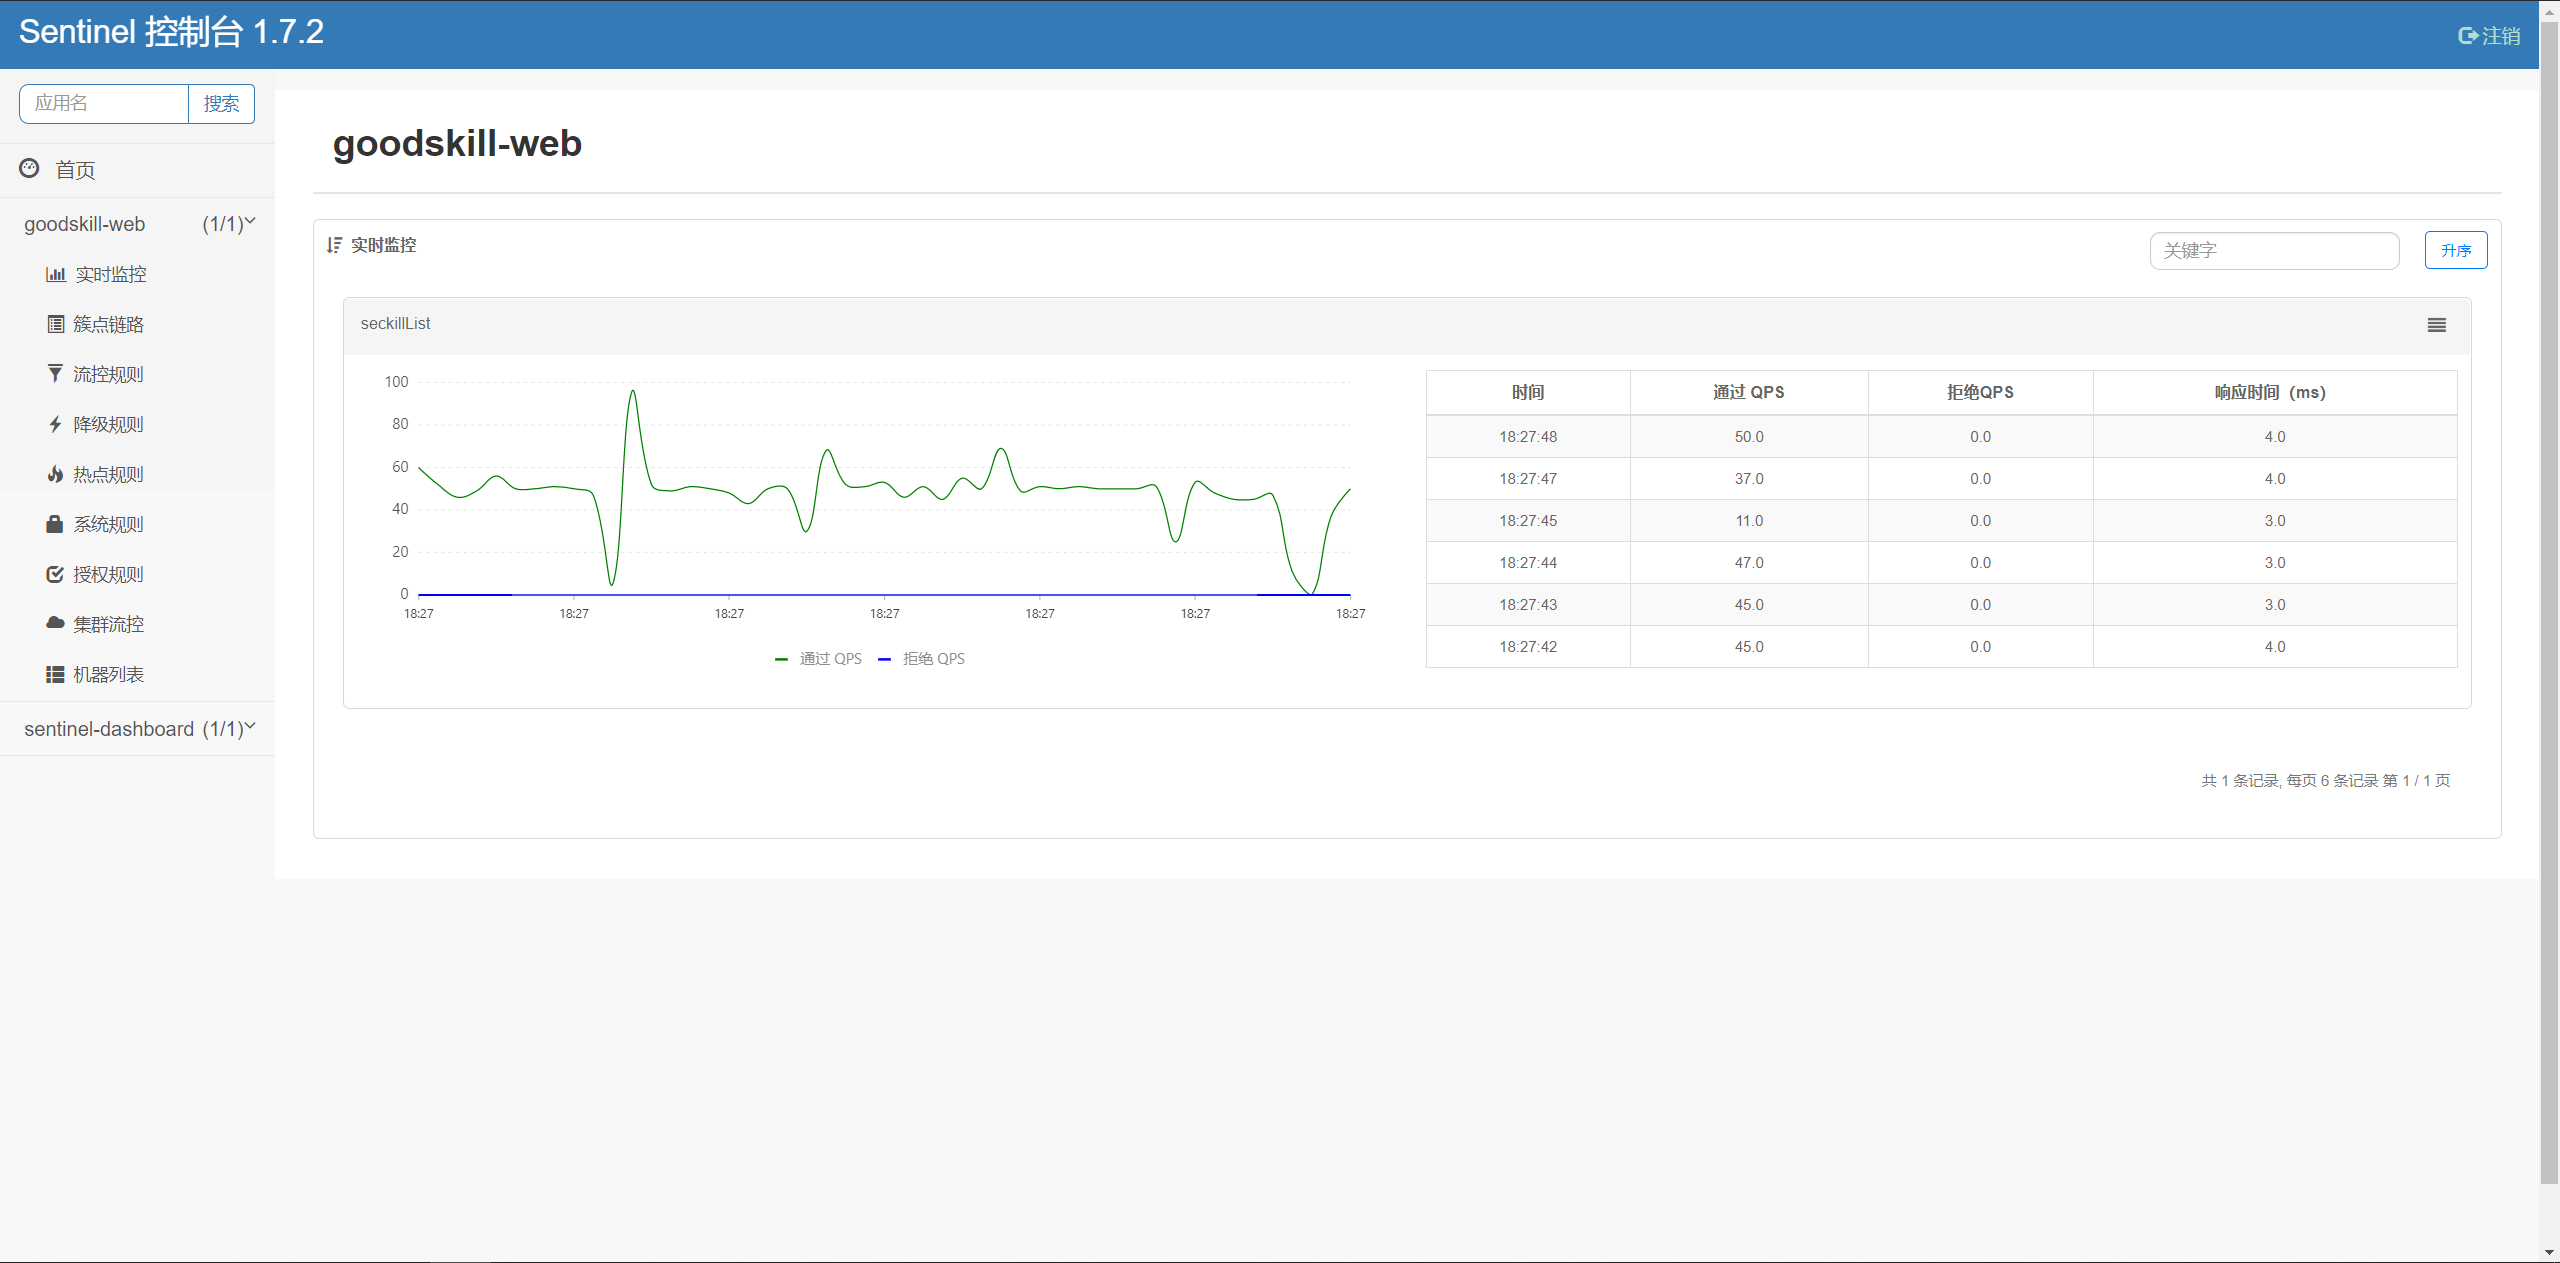 Sentinel 控制台 1.7.2
注销
应用名 搜索
首页
goodskill-web (1/1)
实时监控
簇点链路
流控规则
降级规则
热点规则
系统规则
授权规则
集群流控
机器列表
sentinel-dashboard (1/1)
goodskill-web
实时监控 关键字 升序
seckillList
100
80
60
40
20
0
18:27 18:27 18:27 18:27 18:27 18:27 18:27
通过 QPS 拒绝 QPS
时间 通过 QPS 拒绝QPS 响应时间（ms）
18:27:48 50.0 0.0 4.0
18:27:47 37.0 0.0 4.0
18:27:45 11.0 0.0 3.0
18:27:44 47.0 0.0 3.0
18:27:43 45.0 0.0 3.0
18:27:42 45.0 0.0 4.0
共 1 条记录, 每页 6 条记录 第 1 / 1 页